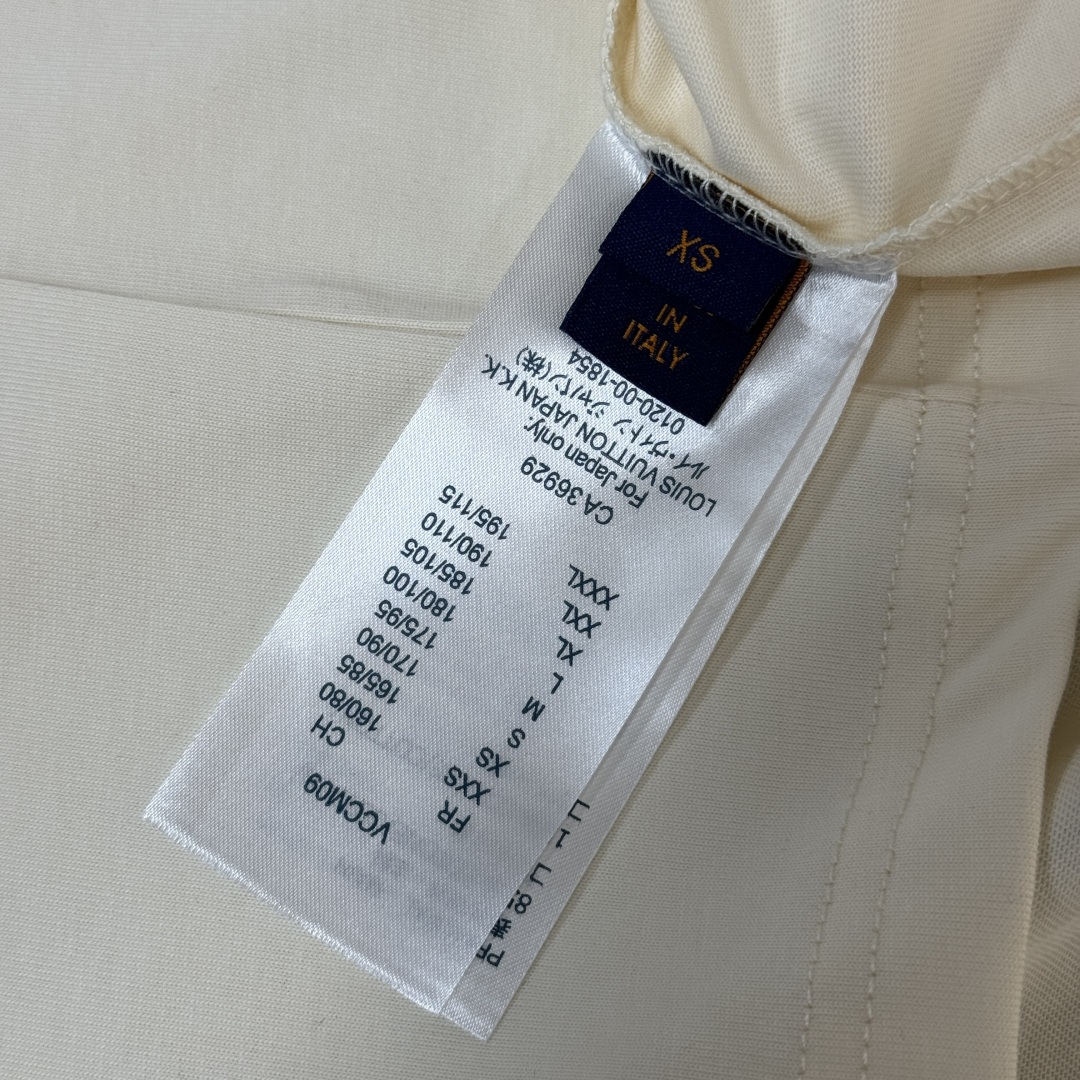 XS
IN
ITALY
VCCM09
FR CH
XXS 160/80
XS 165/85
S 170/90
M 175/95
L 180/100
XL 185/105
XXL 190/110
XXXL 195/115
CA 36929
For Japan only:
LOUIS VUITTON JAPAN K.K.
ルイ・ヴィトン ジャパン(株)
0120-00-1854